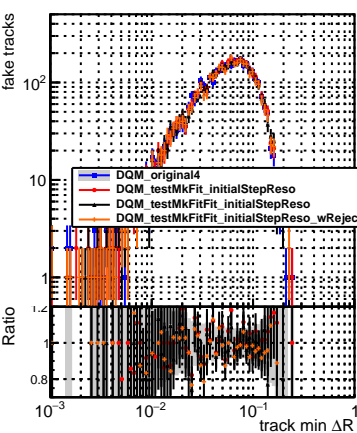 fake tracks
10²
10
1
DQM_original4
DQM_testMkFit_initialStepReso
DQM_testMkFitFit_initialStepReso
DQM_testMkFitFit_initialStepReso_wRejec
Ratio
1.2
1
0.8
10⁻³ 10⁻² 10⁻¹ 1
track min ΔR